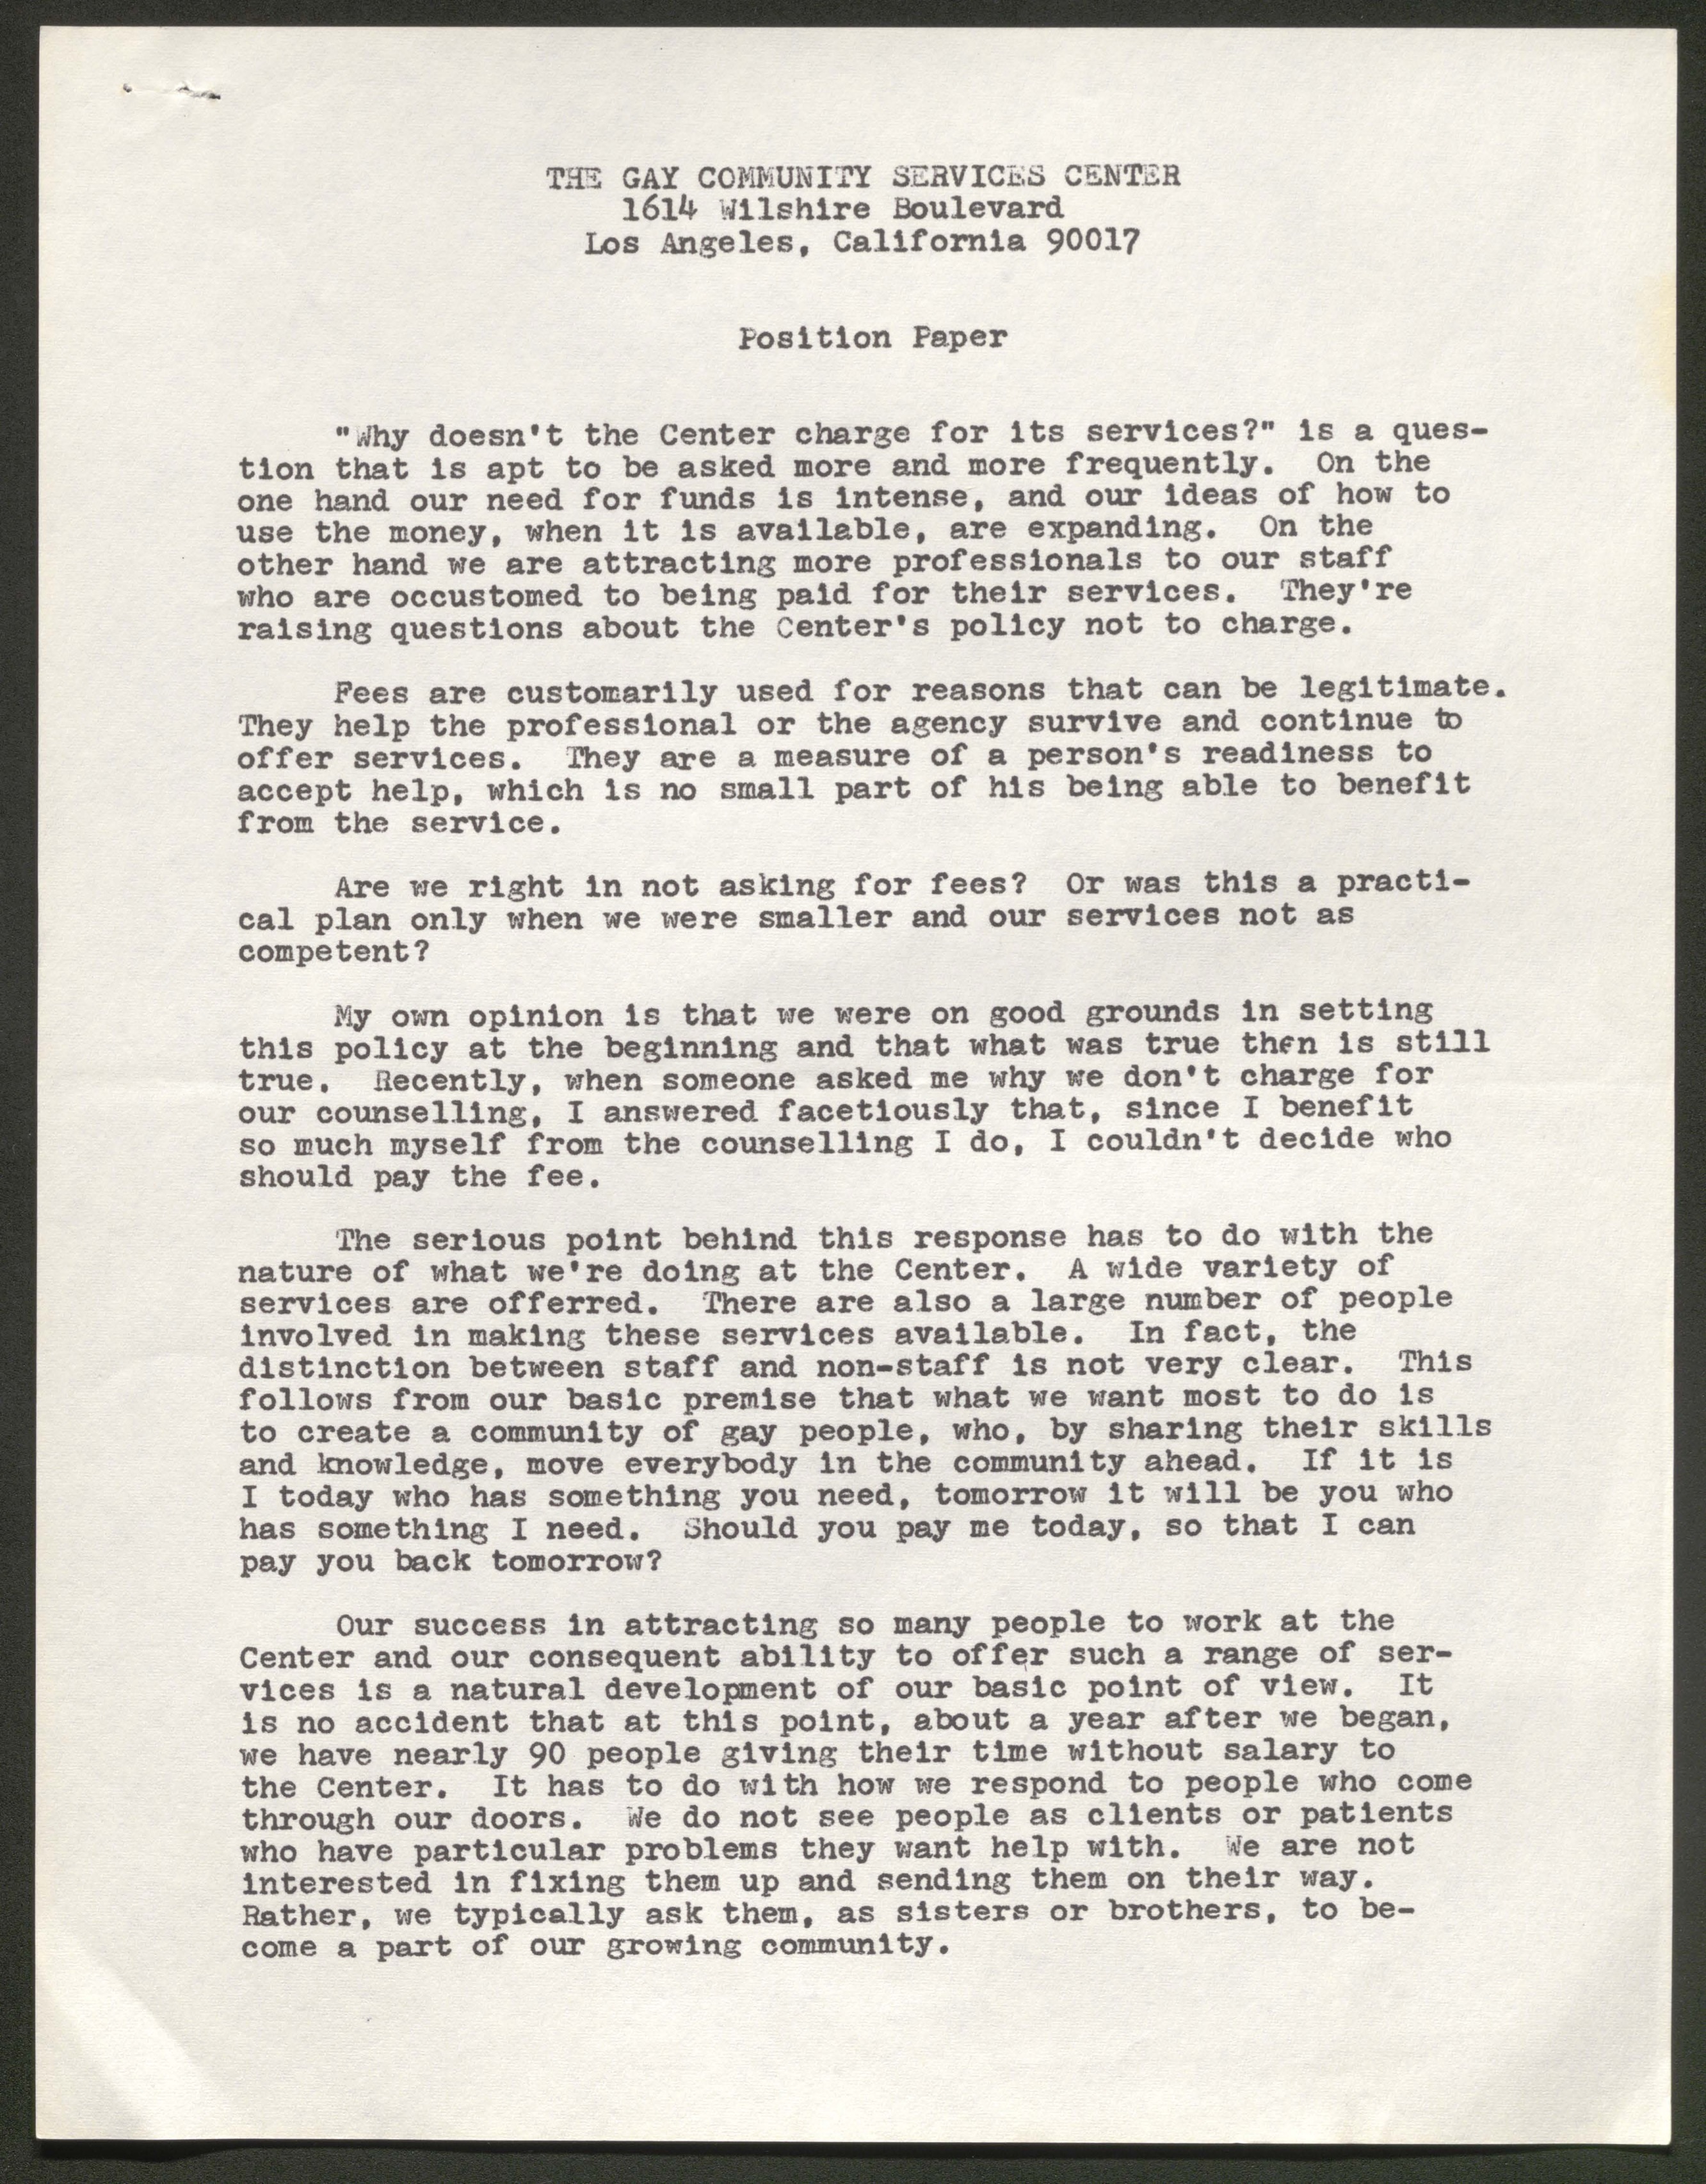 THE GAY COMMUNITY SERVICES CENTER
1614 Wilshire Boulevard
Los Angeles, California 90017
Position Paper
"Why doesn't the Center charge for its services?" is a ques-
tion that is apt to be asked more and more frequently. On the
one hand our need for funds is intense, and our ideas of how to
use the money, when it is available, are expanding. On the
other hand we are attracting more professionals to our staff
who are occustomed to being paid for their services. They're
raising questions about the Center's policy not to charge.
Fees are customarily used for reasons that can be legitimate.
They help the professional or the agency survive and continue to
offer services. They are a measure of a person's readiness to
accept help, which is no small part of his being able to benefit
from the service.
Are we right in not asking for fees? Or was this a practi-
cal plan only when we were smaller and our services not as
competent?
My own opinion is that we were on good grounds in setting
this policy at the beginning and that what was true then is still
true. Recently, when someone asked me why we don't charge for
our counselling, I answered facetiously that, since I benefit
so much myself from the counselling I do, I couldn't decide who
should pay the fee.
The serious point behind this response has to do with the
nature of what we're doing at the Center. A wide variety of
services are offerred. There are also a large number of people
involved in making these services available. In fact, the
distinction between staff and non-staff is not very clear. This
follows from our basic premise that what we want most to do is
to create a community of gay people, who, by sharing their skills
and knowledge, move everybody in the community ahead. If it is
I today who has something you need, tomorrow it will be you who
has something I need. Should you pay me today, so that I can
pay you back tomorrow?
Our success in attracting so many people to work at the
Center and our consequent ability to offer such a range of ser-
vices is a natural development of our basic point of view. It
is no accident that at this point, about a year after we began,
we have nearly 90 people giving their time without salary to
the Center. It has to do with how we respond to people who come
through our doors. We do not see people as clients or patients
who have particular problems they want help with. We are not
interested in fixing them up and sending them on their way.
Rather, we typically ask them, as sisters or brothers, to be-
come a part of our growing community.